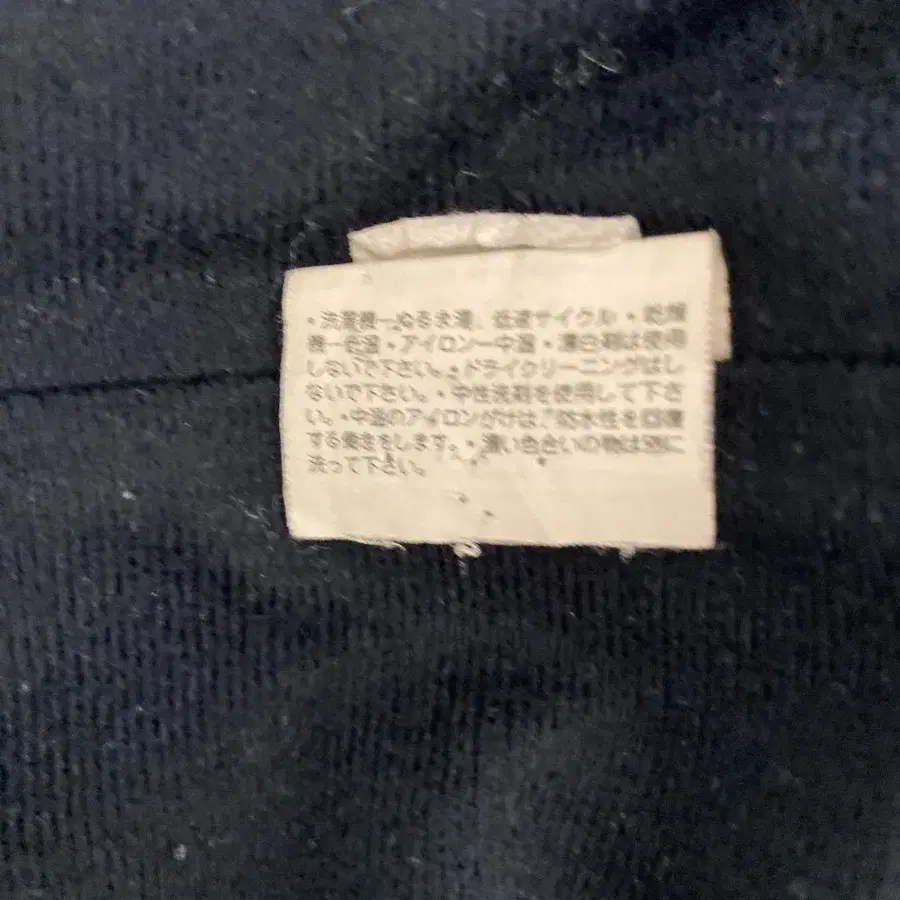 ・洗濯機一ぬるま湯、低速サイクル・乾燥
機一低温・アイロン一中温・漂白剤は使用
しないで下さい。・ドライクリーニングはし
ないで下さい。・中性洗剤を使用して下さ
い。・中温のアイロンがけは、防水性を回復
する働きをします。・濃い色合いの物は別に
洗って下さい。